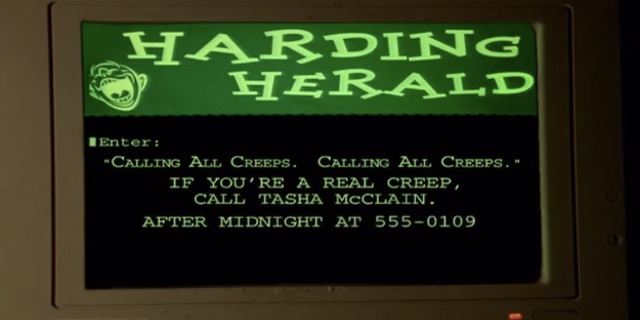 HARDING
HERALD
Enter:
"CALLING ALL CREEPS. CALLING ALL CREEPS."
IF YOU'RE A REAL CREEP,
CALL TASHA McCLAIN.
AFTER MIDNIGHT AT 555-0109